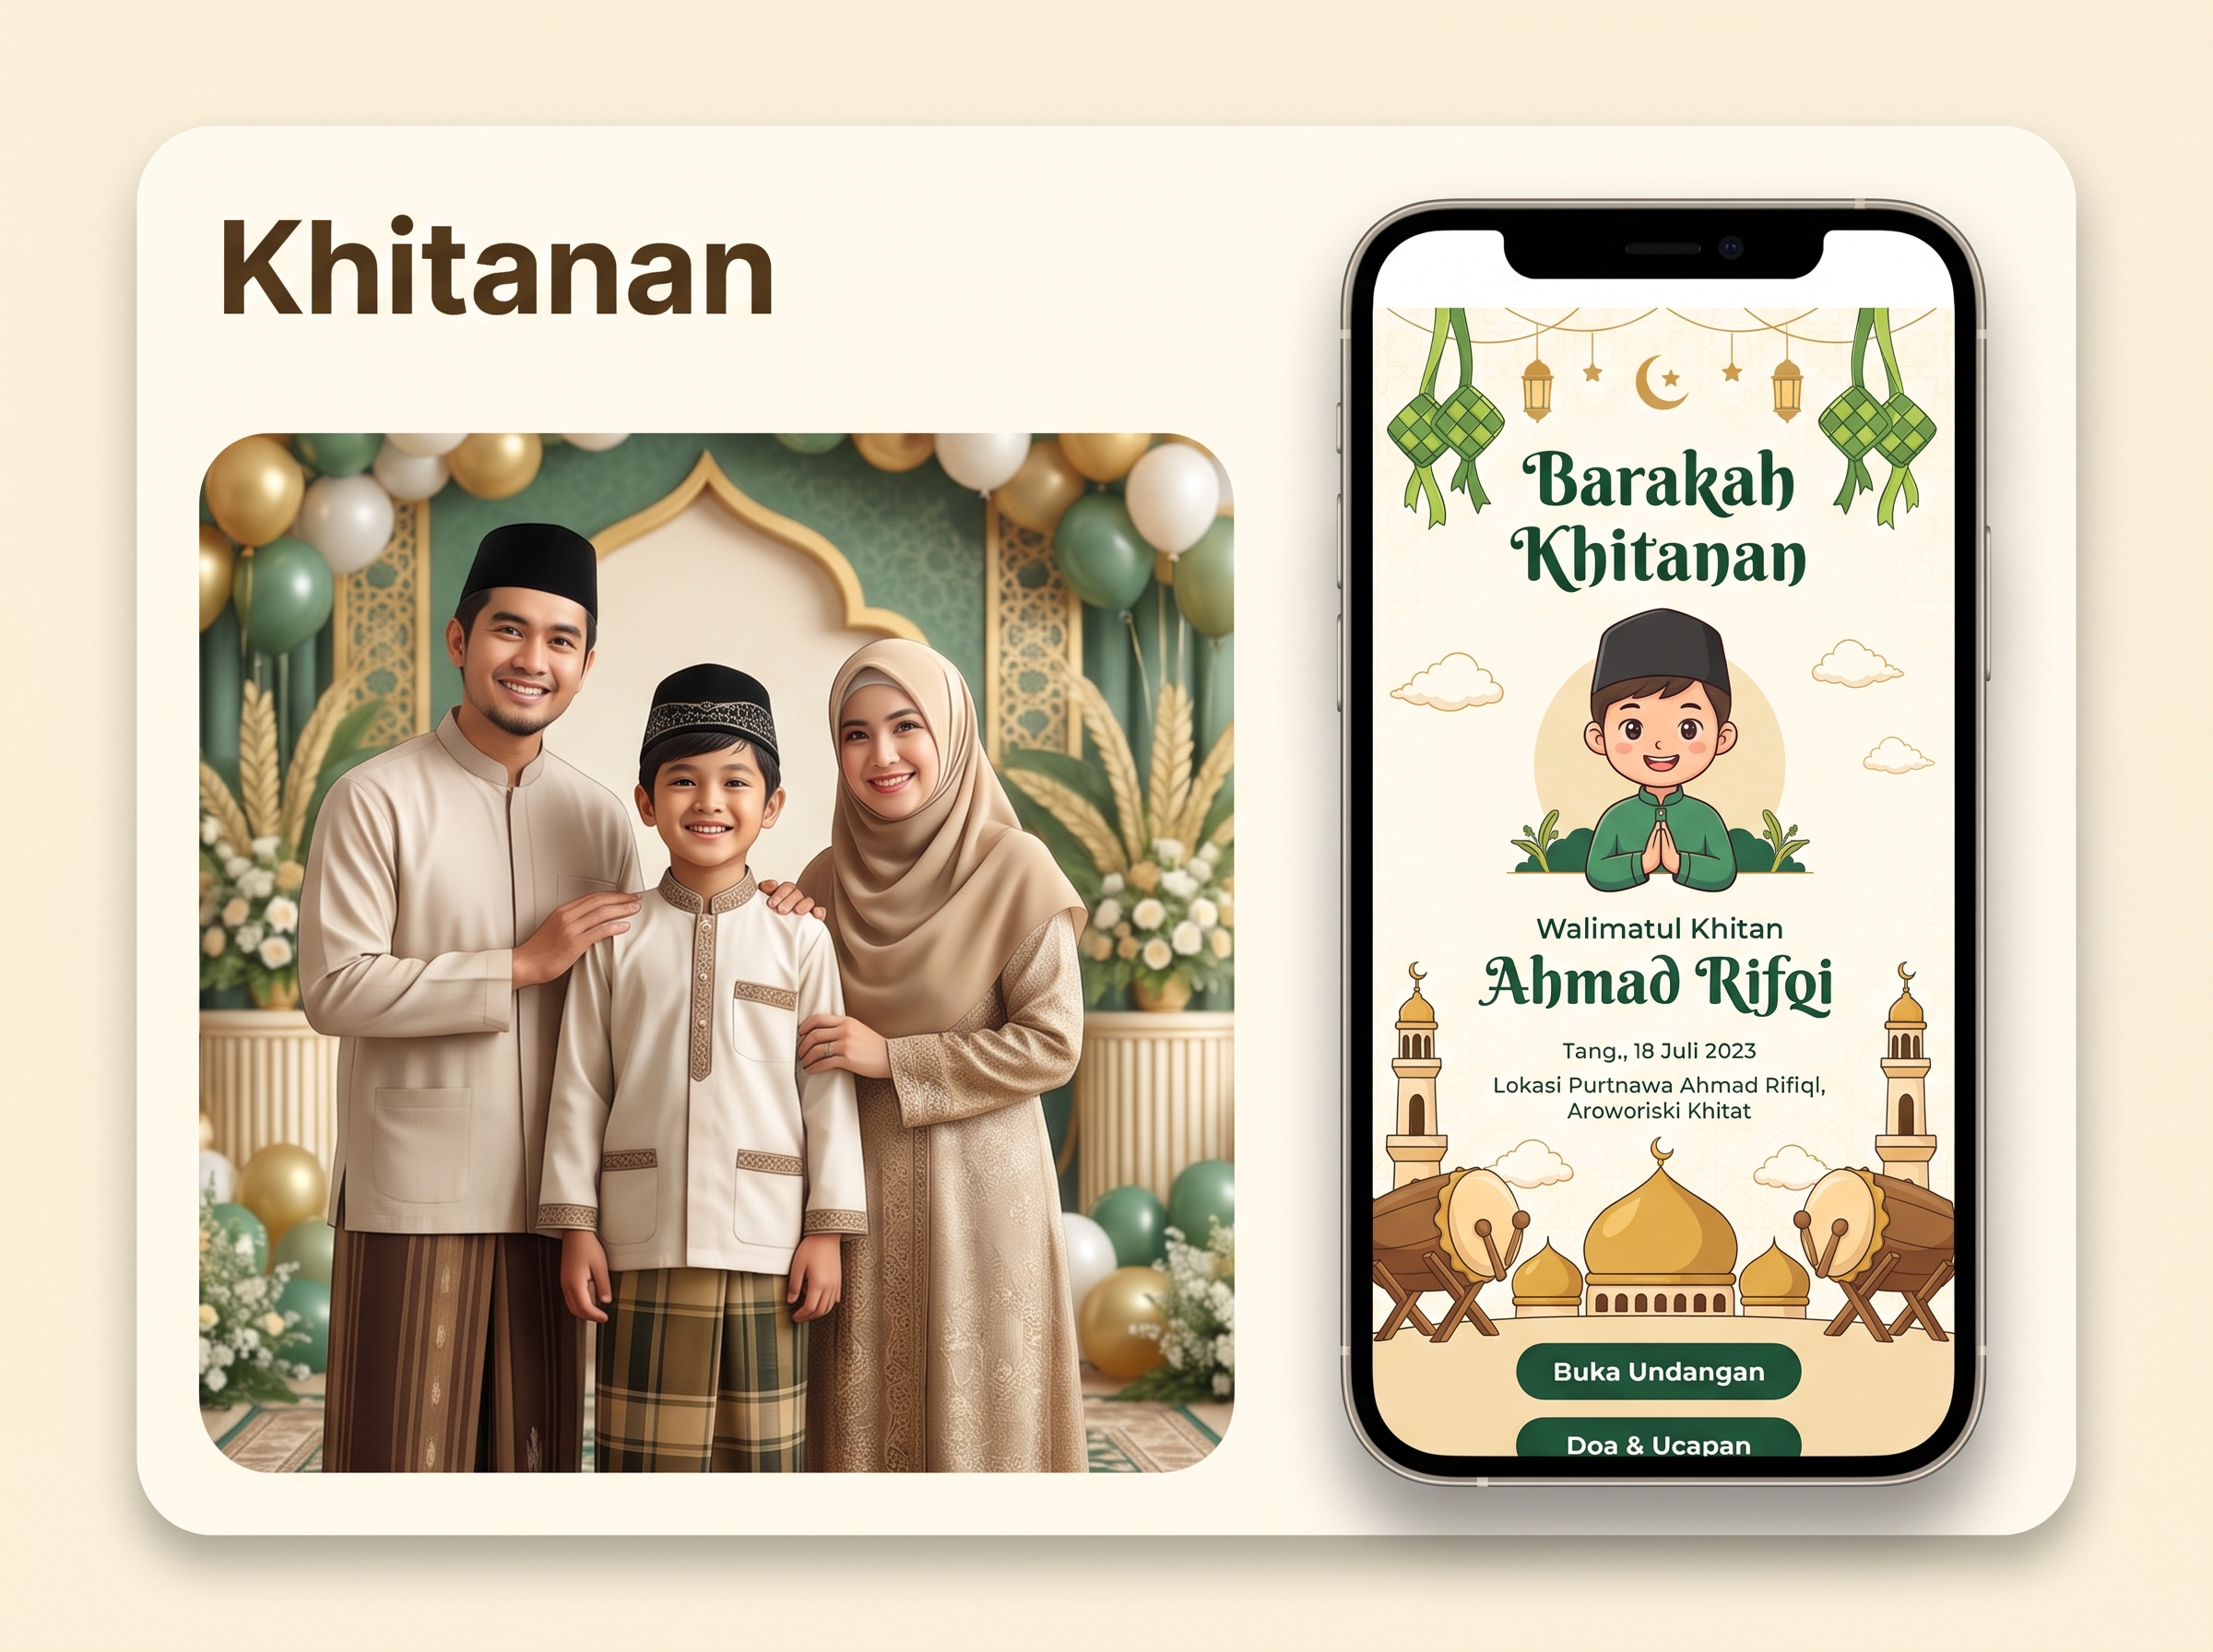 Khitanan
Barakah
Khitanan
Walimatul Khitan
Ahmad Rifqi
Tang,, 18 Juli 2023
Lokasi Purtnawa Ahmad Rifiql,
Aroworiski Khitat
Buka Undangan
Doa & Ucapan